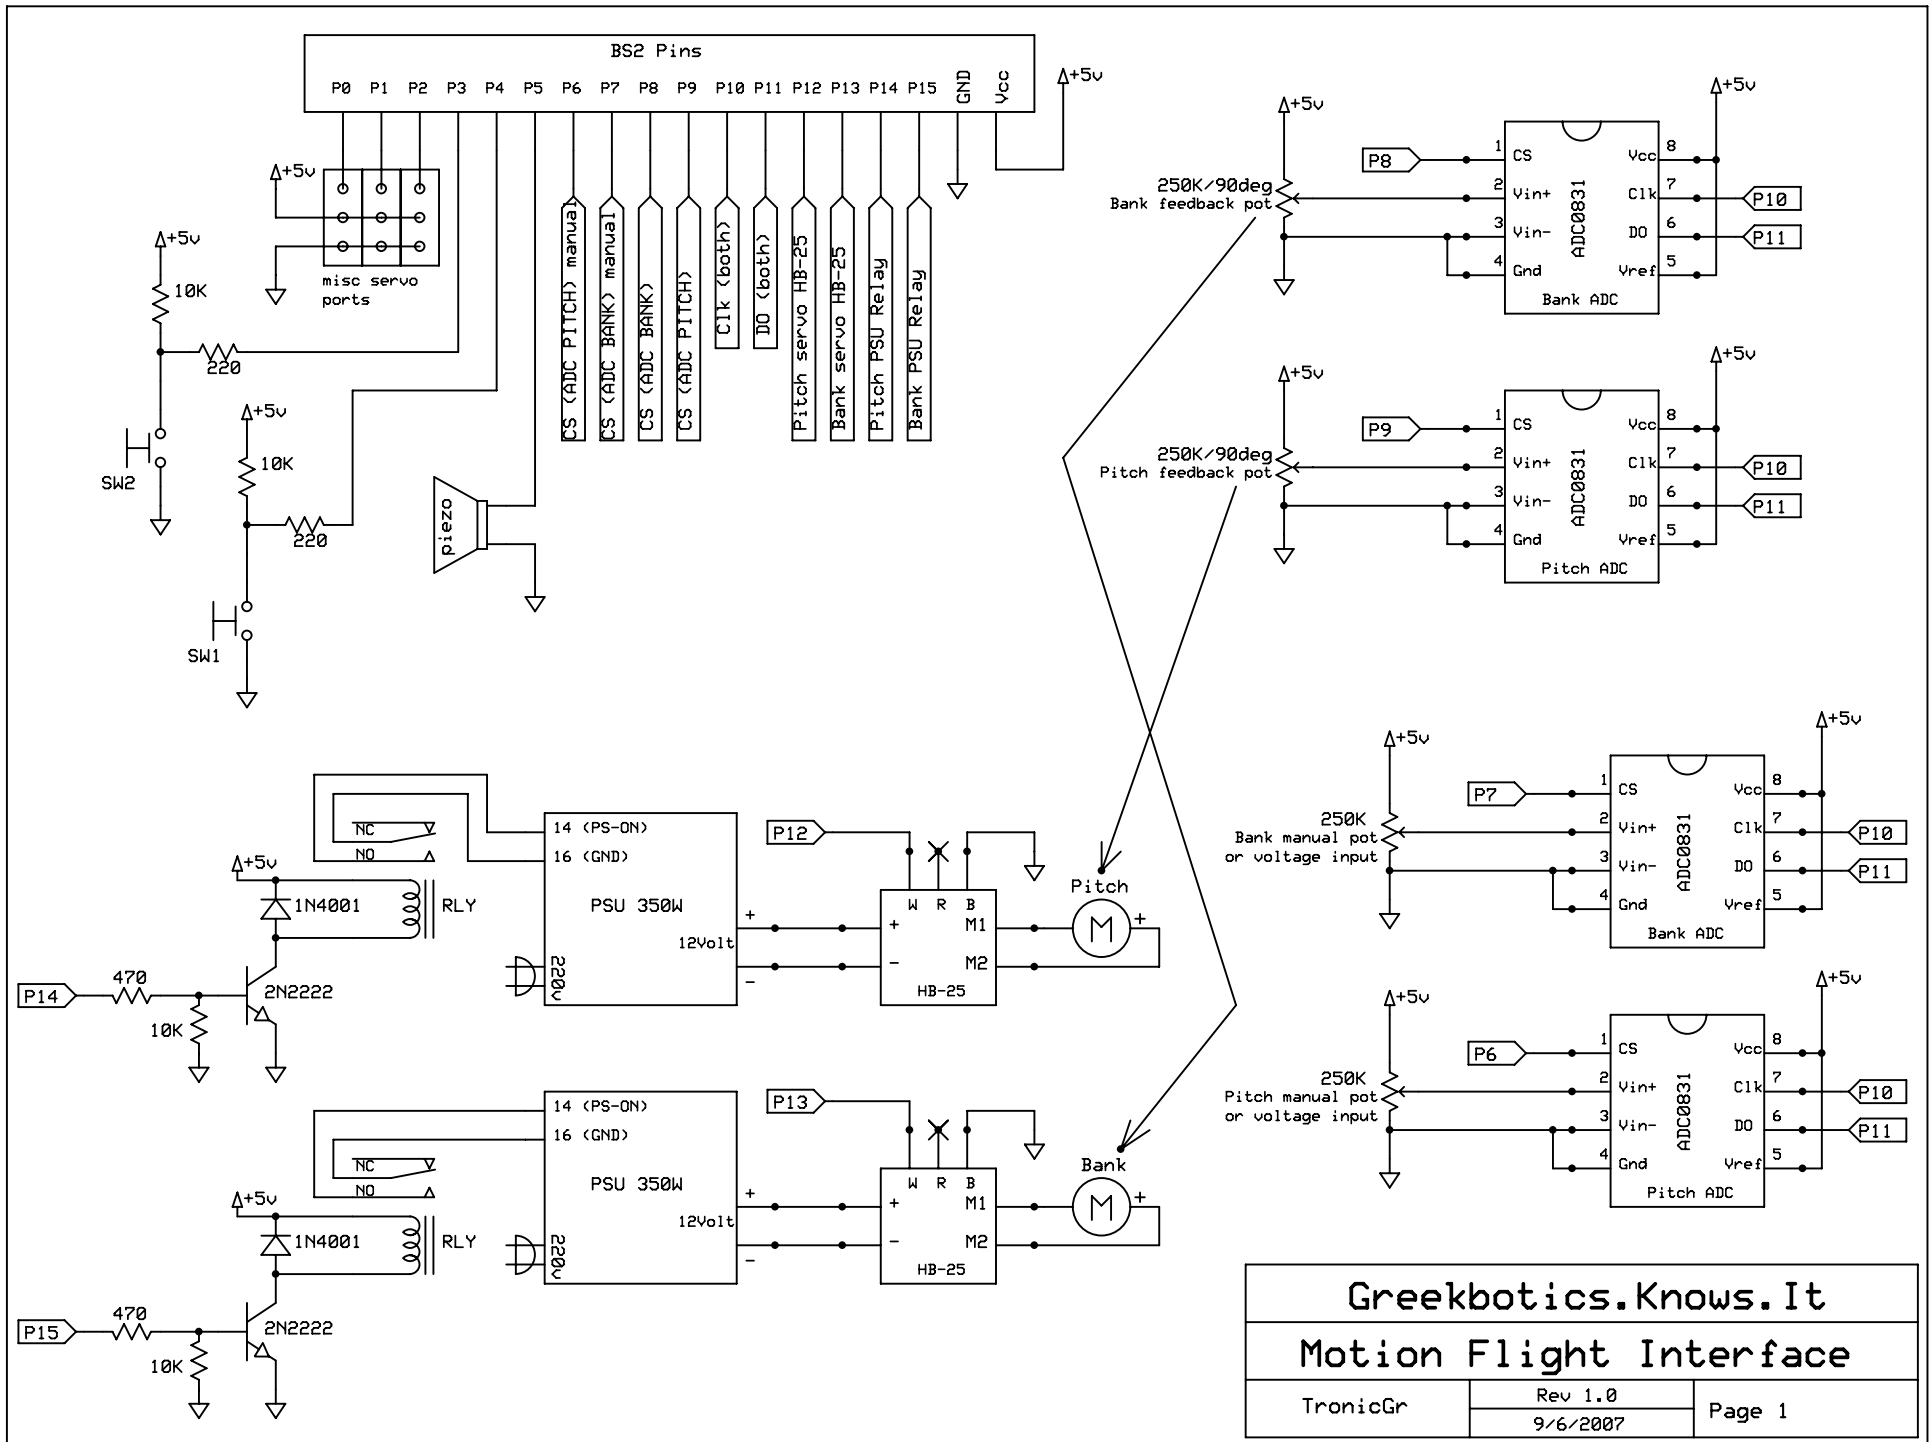 BS2 Pins
P0 P1 P2 P3 P4 P5 P6 P7 P8 P9 P10 P11 P12 P13 P14 P15 GND Vcc
+5v
+5v
misc servo
ports
+5v
10K
220
SW2
+5v
10K
220
SW1
piezo
CS (ADC PITCH) manual
CS (ADC BANK) manual
CS (ADC BANK)
CS (ADC PITCH)
Clk (both)
DO (both)
Pitch servo HB-25
Bank servo HB-25
Pitch PSU Relay
Bank PSU Relay
+5v
+5v
P8
250K/90deg
Bank feedback pot
1 CS Vcc 8
2 Vin+ Clk 7
3 Vin- DO 6
4 Gnd Vref 5
ADC0831
Bank ADC
P10
P11
+5v
+5v
P9
250K/90deg
Pitch feedback pot
1 CS Vcc 8
2 Vin+ Clk 7
3 Vin- DO 6
4 Gnd Vref 5
ADC0831
Pitch ADC
P10
P11
+5v
+5v
P7
250K
Bank manual pot
or voltage input
1 CS Vcc 8
2 Vin+ Clk 7
3 Vin- DO 6
4 Gnd Vref 5
ADC0831
Bank ADC
P10
P11
+5v
+5v
P6
250K
Pitch manual pot
or voltage input
1 CS Vcc 8
2 Vin+ Clk 7
3 Vin- DO 6
4 Gnd Vref 5
ADC0831
Pitch ADC
P10
P11
NC
NO
+5v
1N4001
RLY
P14
470
10K
2N2222
14 (PS-ON)
16 (GND)
PSU 350W
12Volt
220v
+
-
P12
W R B
+ M1
- M2
HB-25
Pitch
M +
NC
NO
+5v
1N4001
RLY
P15
470
10K
2N2222
14 (PS-ON)
16 (GND)
PSU 350W
12Volt
220v
+
-
P13
W R B
+ M1
- M2
HB-25
Bank
M +
Greekbotics.Knows.It
Motion Flight Interface
TronicGr
Rev 1.0
9/6/2007
Page 1